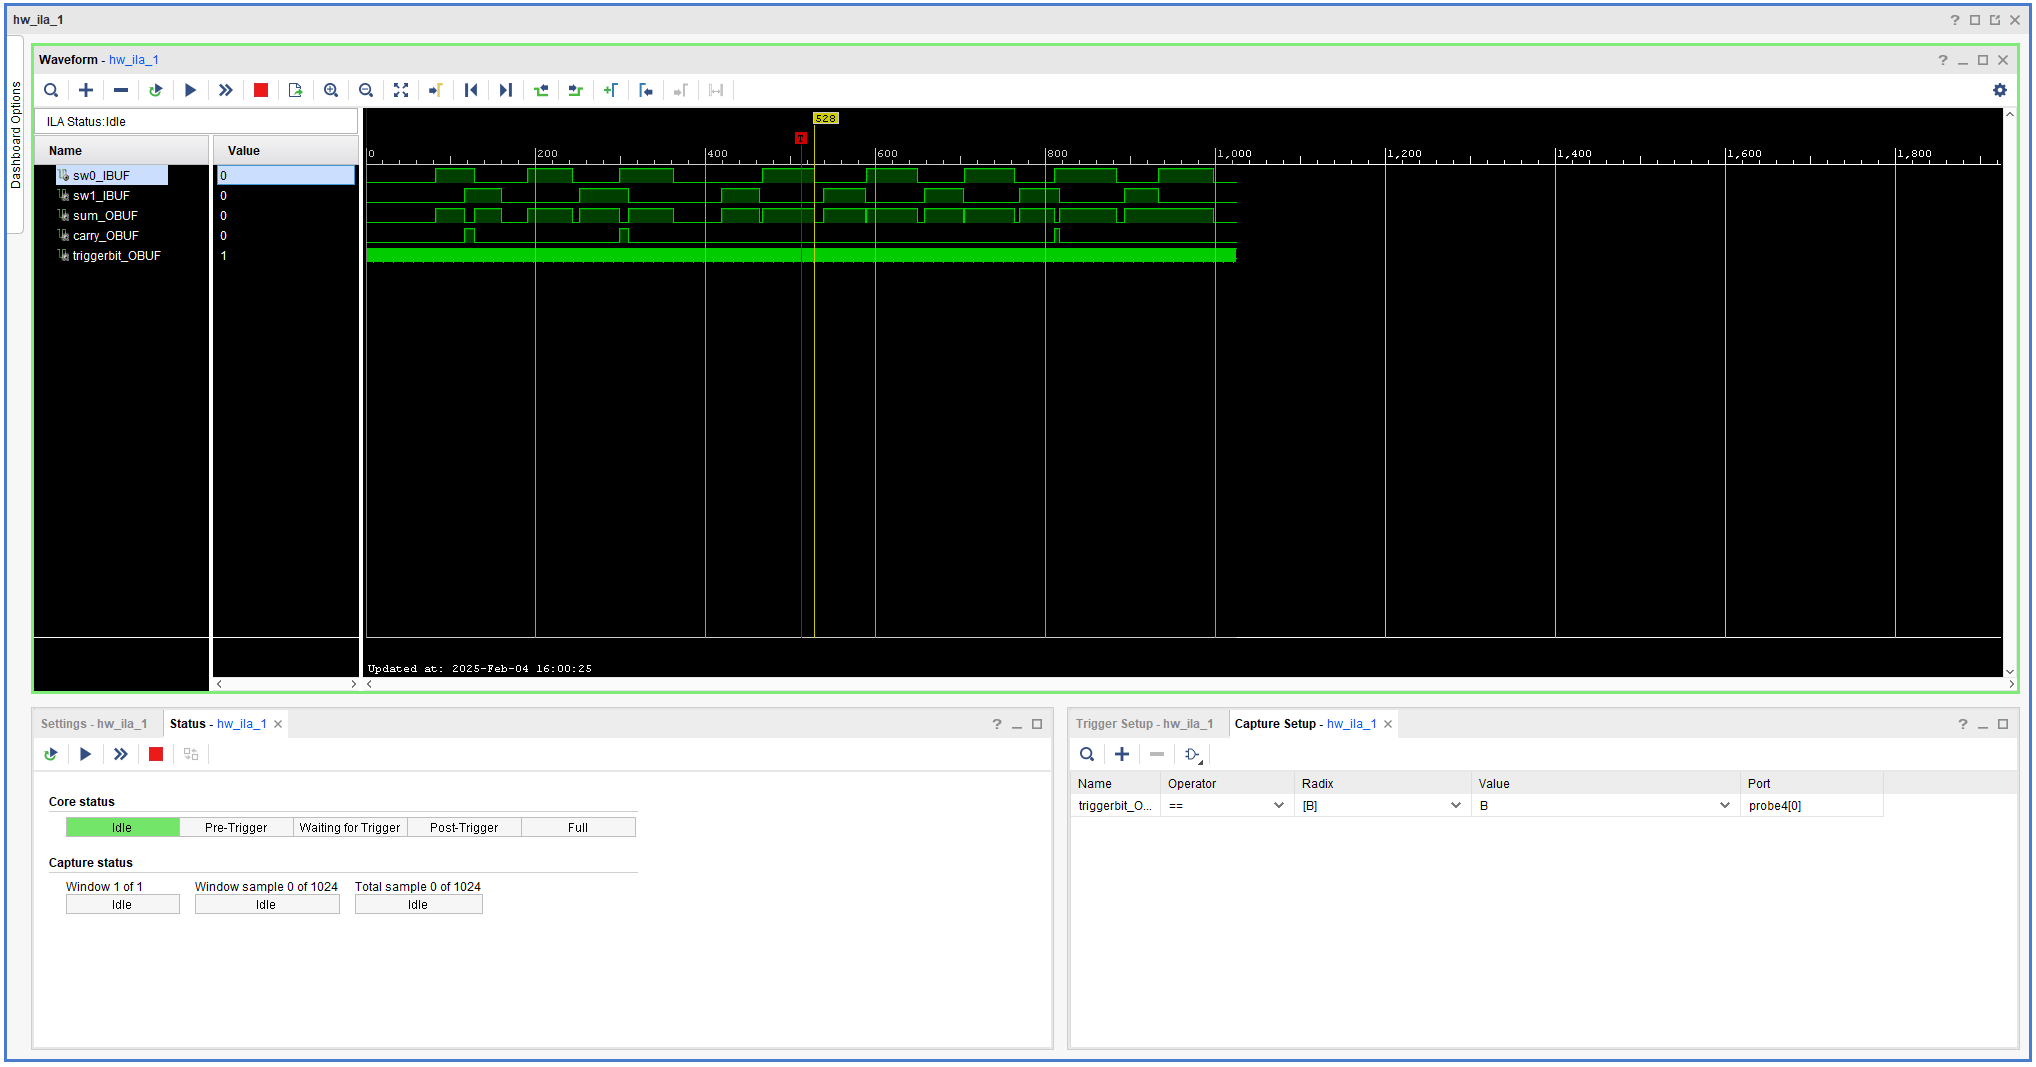 hw_ila_1
Dashboard Options
Waveform - hw_ila_1
ILA Status:Idle
Name Value
sw0_IBUF 0
sw1_IBUF 0
sum_OBUF 0
carry_OBUF 0
triggerbit_OBUF 1
528
T
0 200 400 600 800 1,000 1,200 1,400 1,600 1,800
Updated at: 2025-Feb-04 16:00:25
Settings - hw_ila_1 Status - hw_ila_1
Core status
Idle Pre-Trigger Waiting for Trigger Post-Trigger Full
Capture status
Window 1 of 1 Window sample 0 of 1024 Total sample 0 of 1024
Idle Idle Idle
Trigger Setup - hw_ila_1 Capture Setup - hw_ila_1
Name Operator Radix Value Port
triggerbit_O... == [B] B probe4[0]